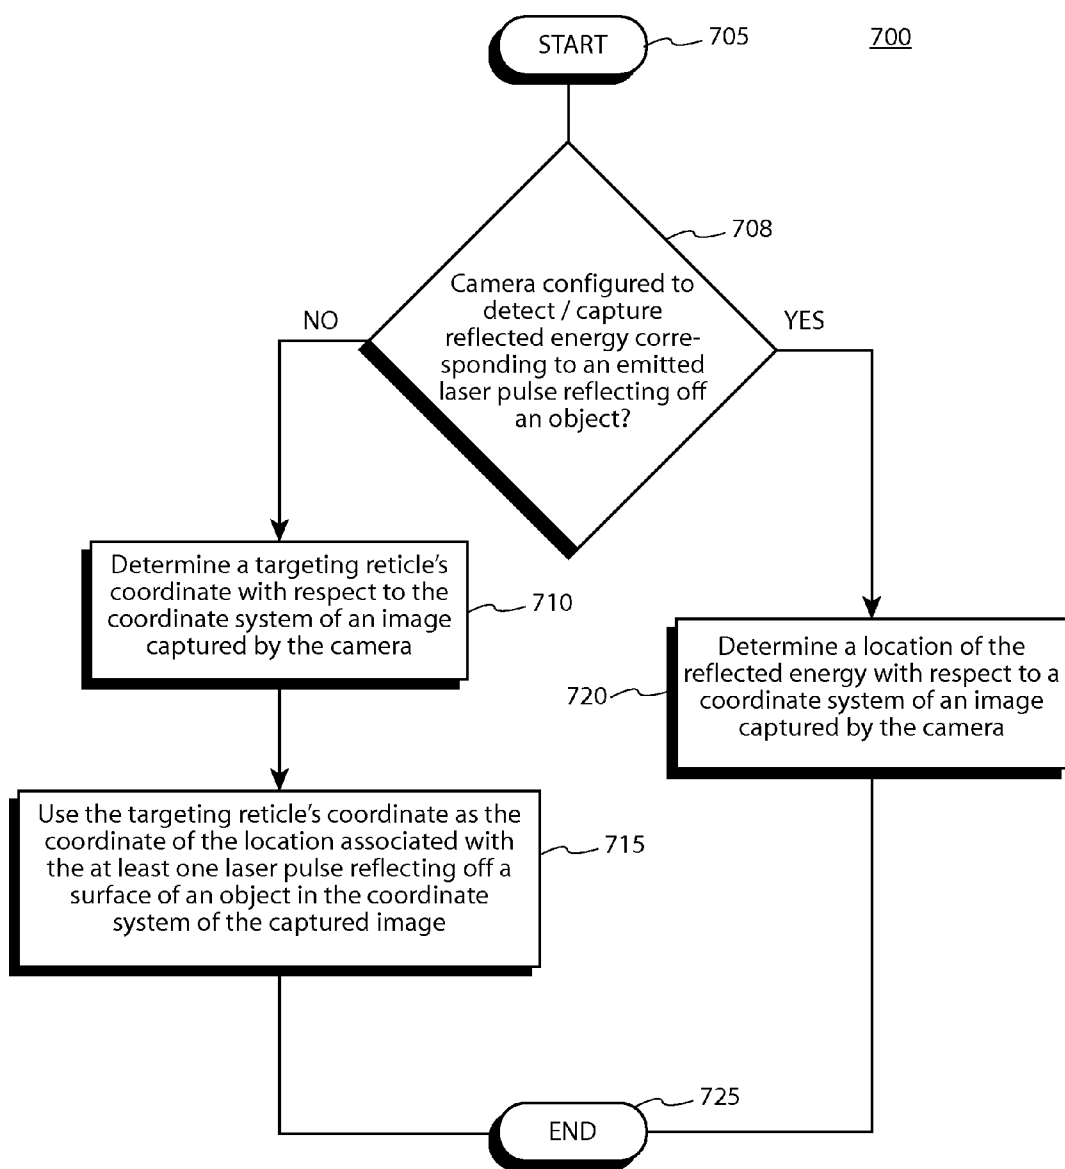 START
705
700
708
Camera configured to
detect / capture
reflected energy corre-
sponding to an emitted
laser pulse reflecting off
an object?
NO
YES
Determine a targeting reticle's
coordinate with respect to the
coordinate system of an image
captured by the camera
710
Determine a location of the
reflected energy with respect to a
coordinate system of an image
captured by the camera
720
Use the targeting reticle's coordinate as the
coordinate of the location associated with
the at least one laser pulse reflecting off a
surface of an object in the coordinate
system of the captured image
715
END
725